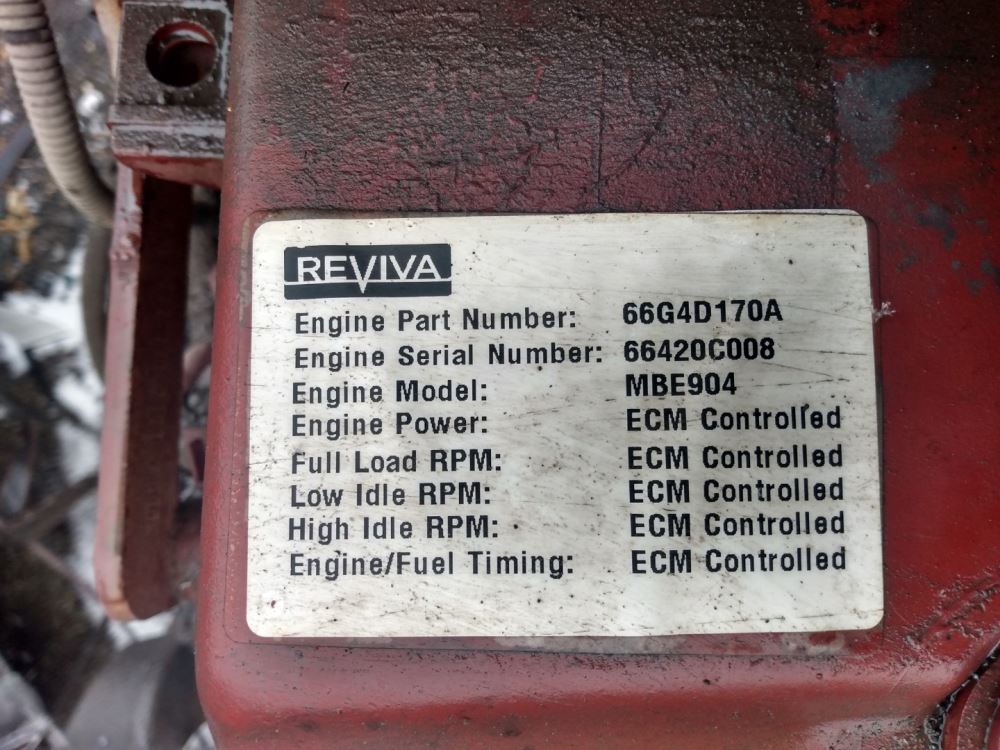 REVIVA
Engine Part Number: 66G4D170A
Engine Serial Number: 66420C008
Engine Model: MBE904
Engine Power: ECM Controlled
Full Load RPM: ECM Controlled
Low Idle RPM: ECM Controlled
High Idle RPM: ECM Controlled
Engine/Fuel Timing: ECM Controlled